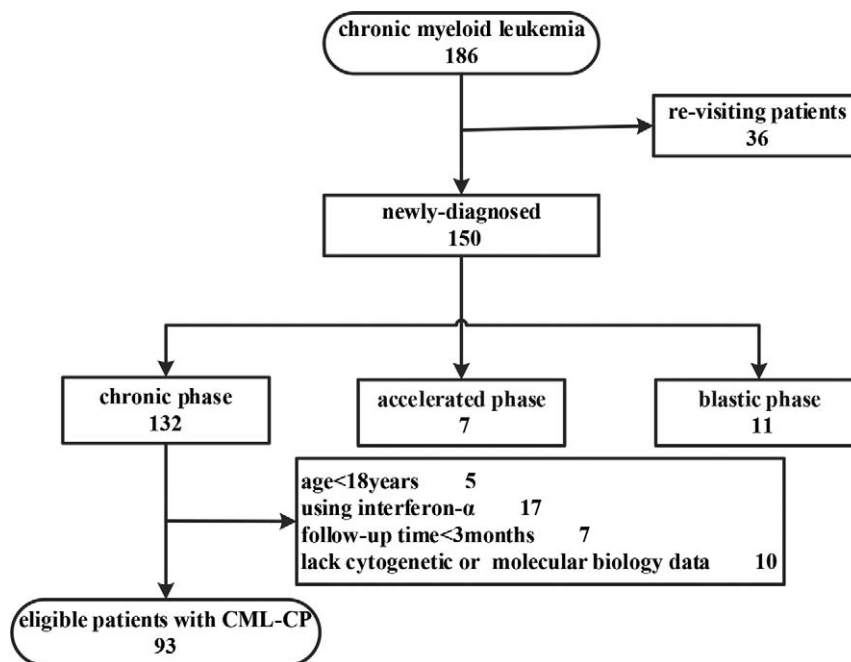 chronic myeloid leukemia
186
re-visiting patients
36
newly-diagnosed
150
chronic phase
132
accelerated phase
7
blastic phase
11
age<18years 5
using interferon-α 17
follow-up time<3months 7
lack cytogenetic or molecular biology data 10
eligible patients with CML-CP
93